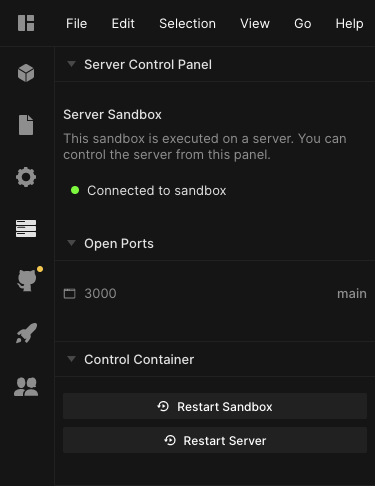 File Edit Selection View Go Help
Server Control Panel
Server Sandbox
This sandbox is executed on a server. You can
control the server from this panel.
Connected to sandbox
Open Ports
3000 main
Control Container
Restart Sandbox
Restart Server